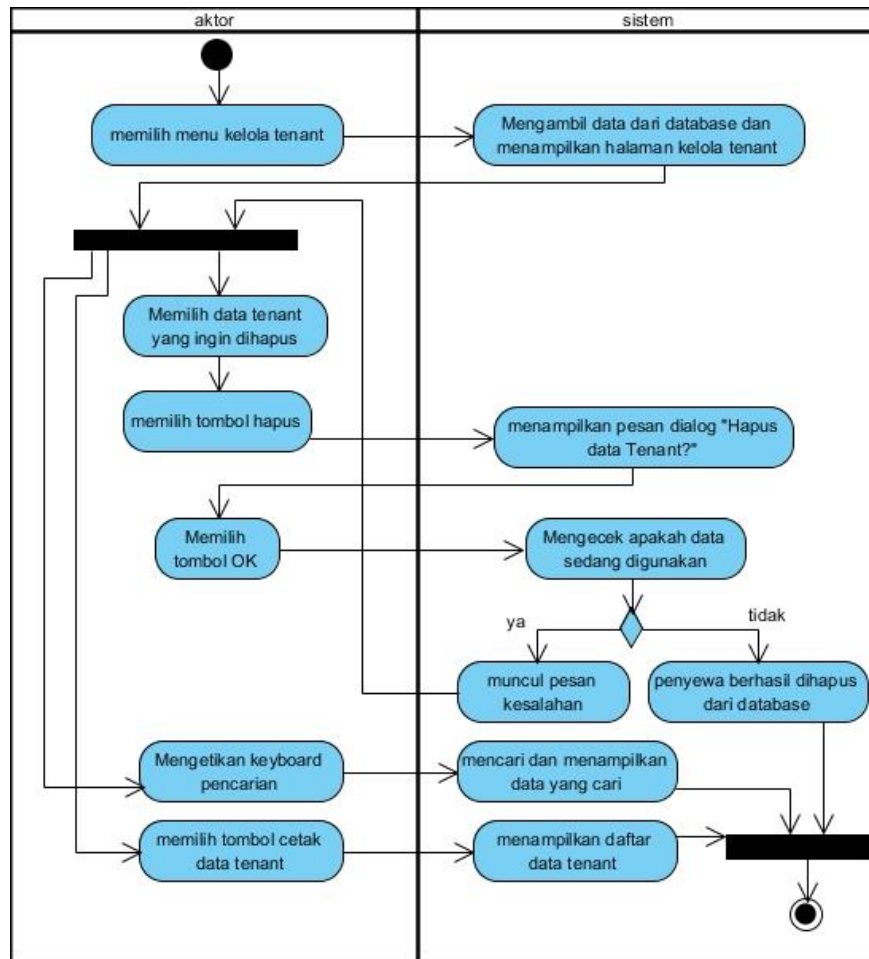 aktor
sistem
memilih menu kelola tenant
Mengambil data dari database dan
menampilkan halaman kelola tenant
Memilih data tenant
yang ingin dihapus
memilih tombol hapus
menampilkan pesan dialog "Hapus
data Tenant?"
Memilih
tombol OK
Mengecek apakah data
sedang digunakan
ya
tidak
muncul pesan
kesalahan
penyewa berhasil dihapus
dari database
Mengetikan keyboard
pencarian
mencari dan menampilkan
data yang cari
memilih tombol cetak
data tenant
menampilkan daftar
data tenant